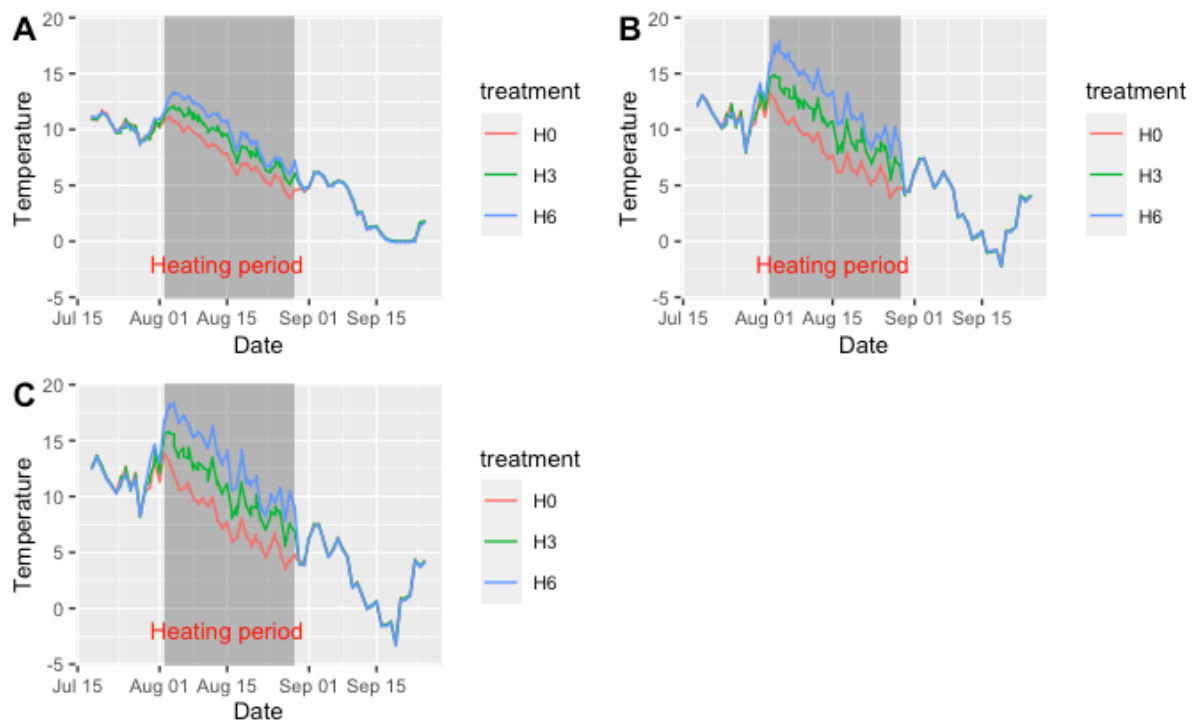 A
20
15
10
5
0
-5
Temperature
Heating period
Jul 15 Aug 01 Aug 15 Sep 01 Sep 15
Date
treatment
H0
H3
H6
B
20
15
10
5
0
-5
Temperature
Heating period
Jul 15 Aug 01 Aug 15 Sep 01 Sep 15
Date
treatment
H0
H3
H6
C
20
15
10
5
0
-5
Temperature
Heating period
Jul 15 Aug 01 Aug 15 Sep 01 Sep 15
Date
treatment
H0
H3
H6